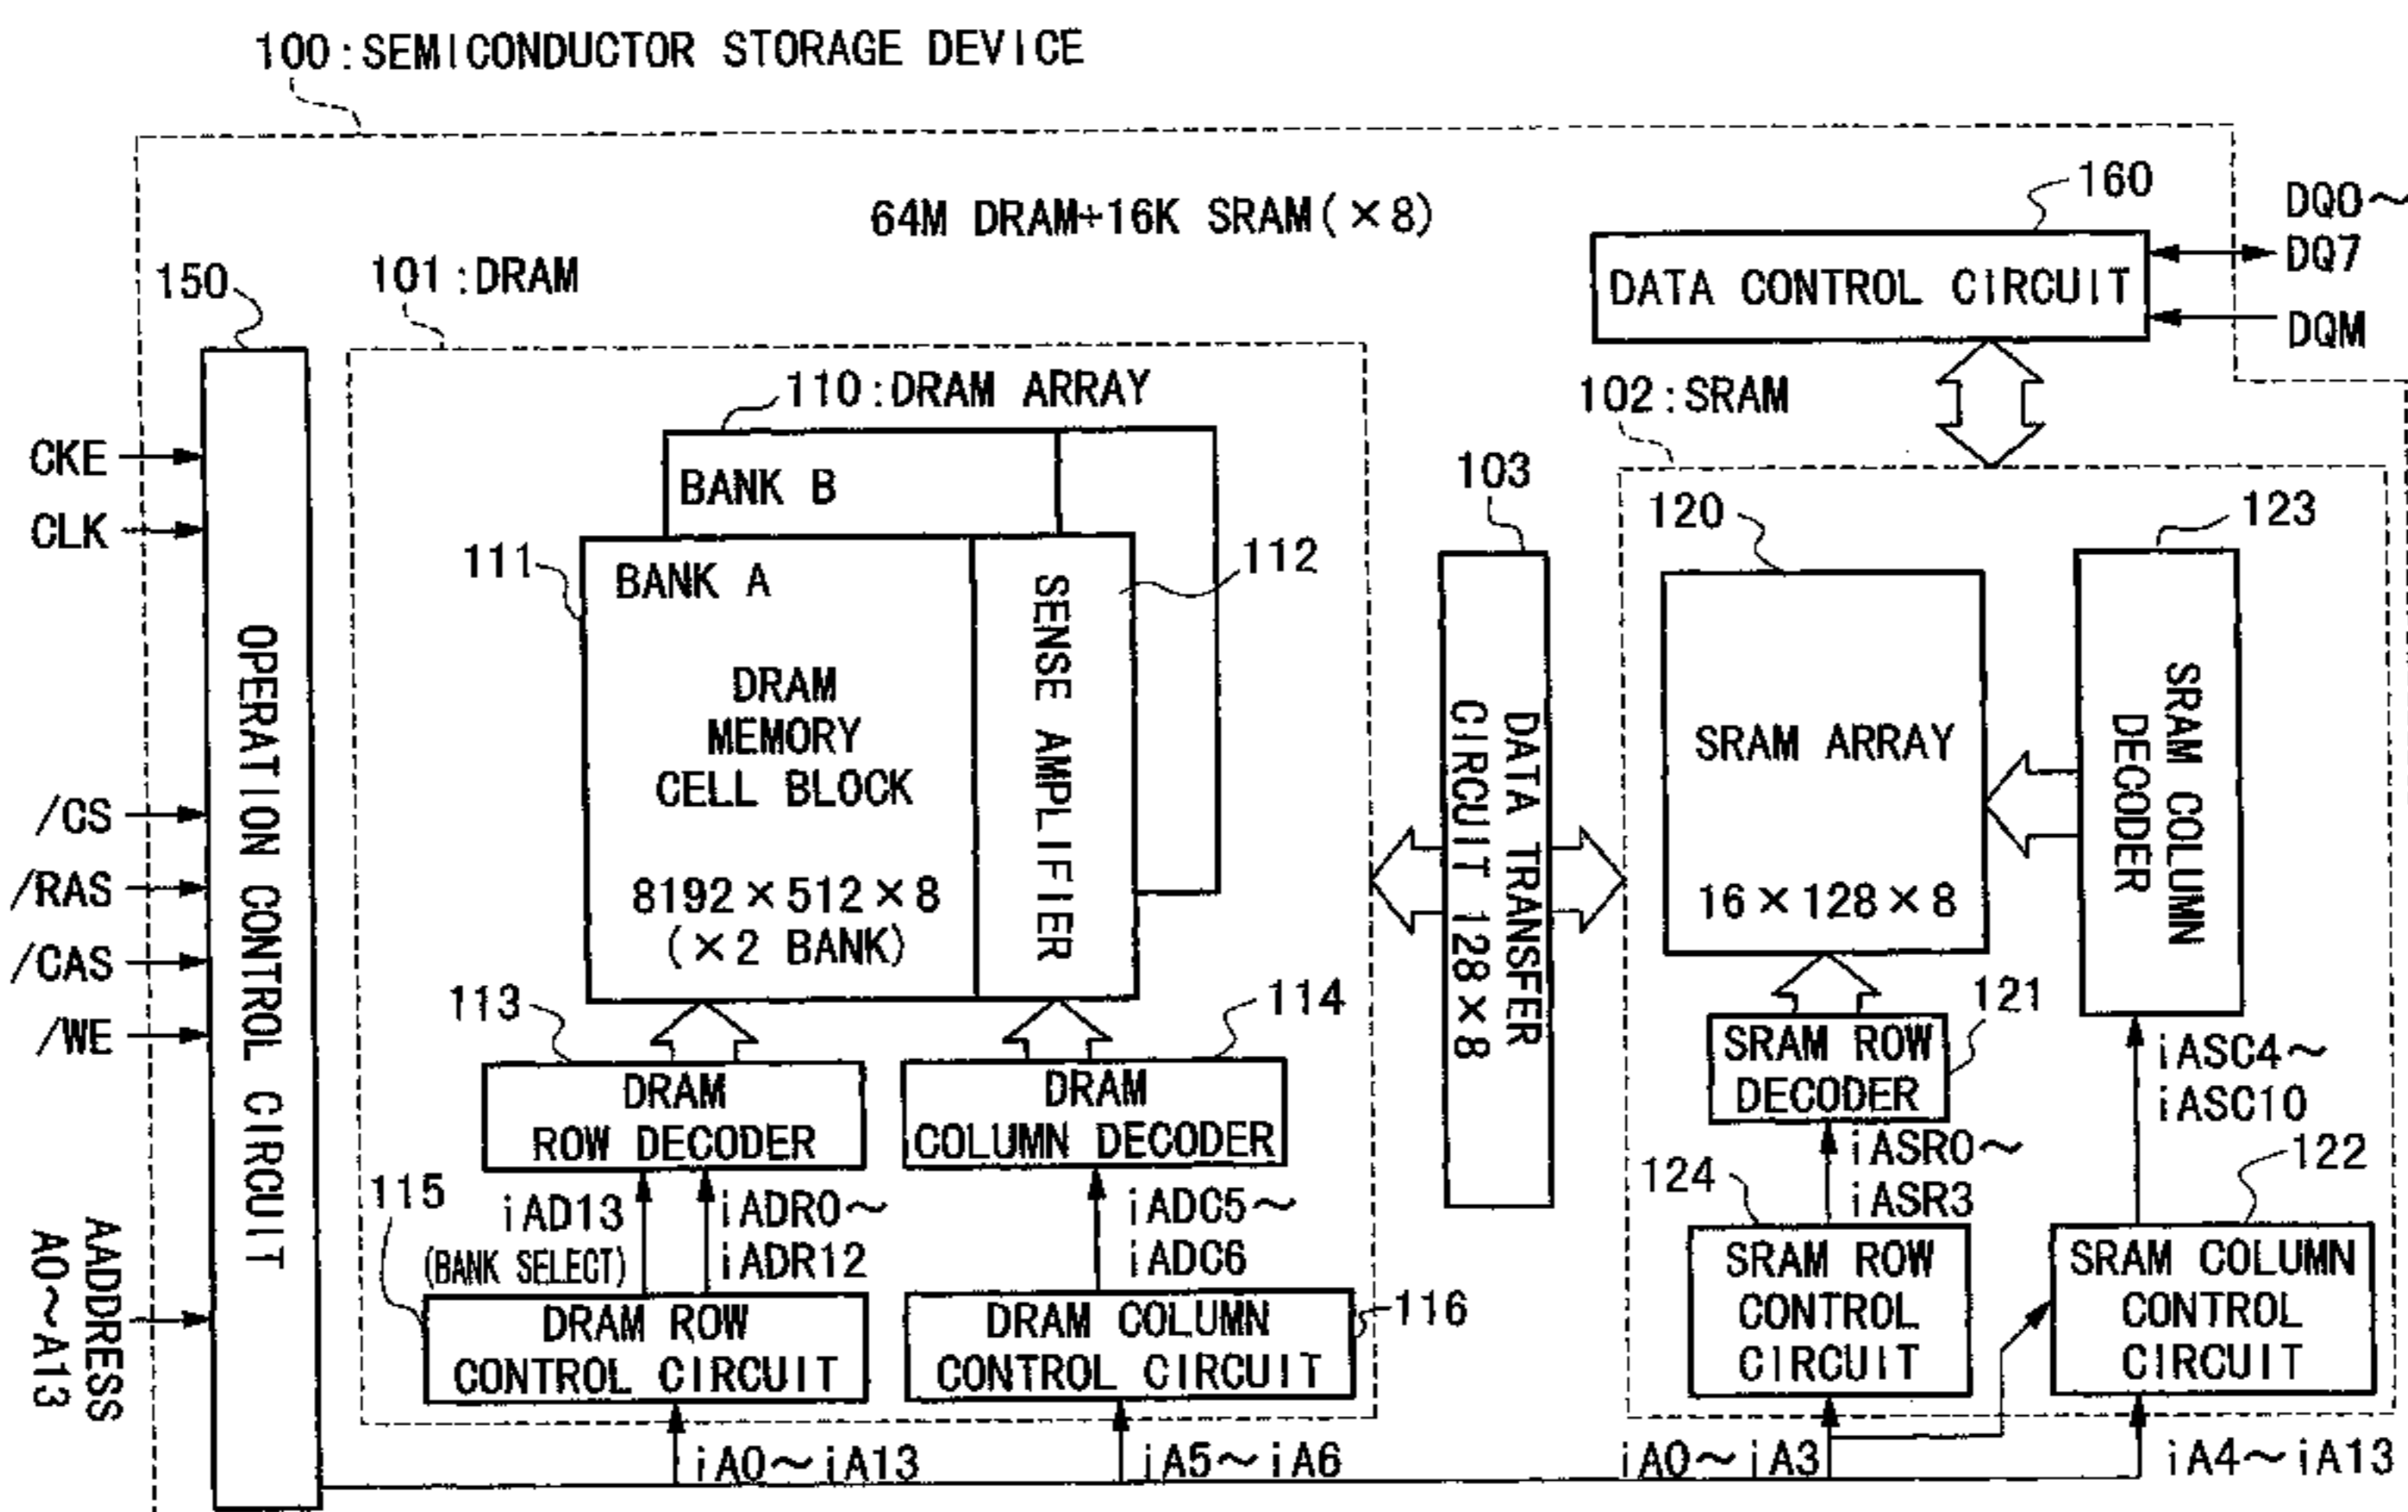 100:SEMICONDUCTOR STORAGE DEVICE
64M DRAM+16K SRAM(×8)
160
DATA CONTROL CIRCUIT
DQ0~
DQ7
DQM
150
OPERATION CONTROL CIRCUIT
CKE
CLK
/CS
/RAS
/CAS
/WE
AADDRESS
A0~A13
101:DRAM
110:DRAM ARRAY
BANK B
111
BANK A
112
SENSE AMPLIFIER
DRAM
MEMORY
CELL BLOCK
8192×512×8
(×2 BANK)
113
DRAM
ROW DECODER
114
DRAM
COLUMN DECODER
115
iAD13
(BANK SELECT)
iADR0~
iADR12
iADC5~
iADC6
DRAM ROW
CONTROL CIRCUIT
DRAM COLUMN
CONTROL CIRCUIT
116
iA0~iA13
iA5~iA6
103
DATA TRANSFER
CIRCUIT 128×8
102:SRAM
120
SRAM ARRAY
16×128×8
123
SRAM COLUMN
DECODER
121
SRAM ROW
DECODER
iASC4~
iASC10
iASR0~
iASR3
124
SRAM ROW
CONTROL
CIRCUIT
122
SRAM COLUMN
CONTROL
CIRCUIT
iA0~iA3
iA4~iA13